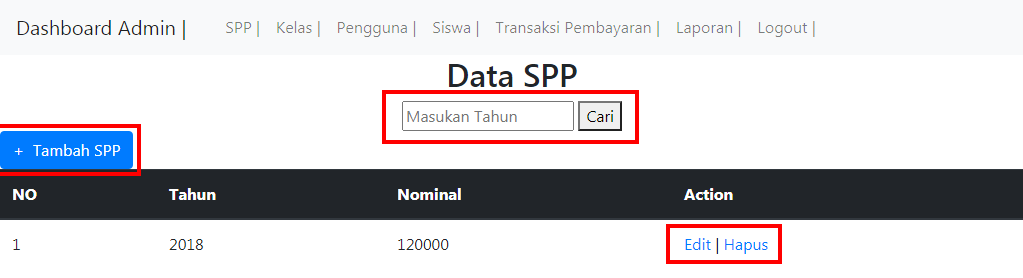 Dashboard Admin | SPP | Kelas | Pengguna | Siswa | Transaksi Pembayaran | Laporan | Logout |
Data SPP
Masukan Tahun Cari
+ Tambah SPP
NO Tahun Nominal Action
1 2018 120000 Edit | Hapus